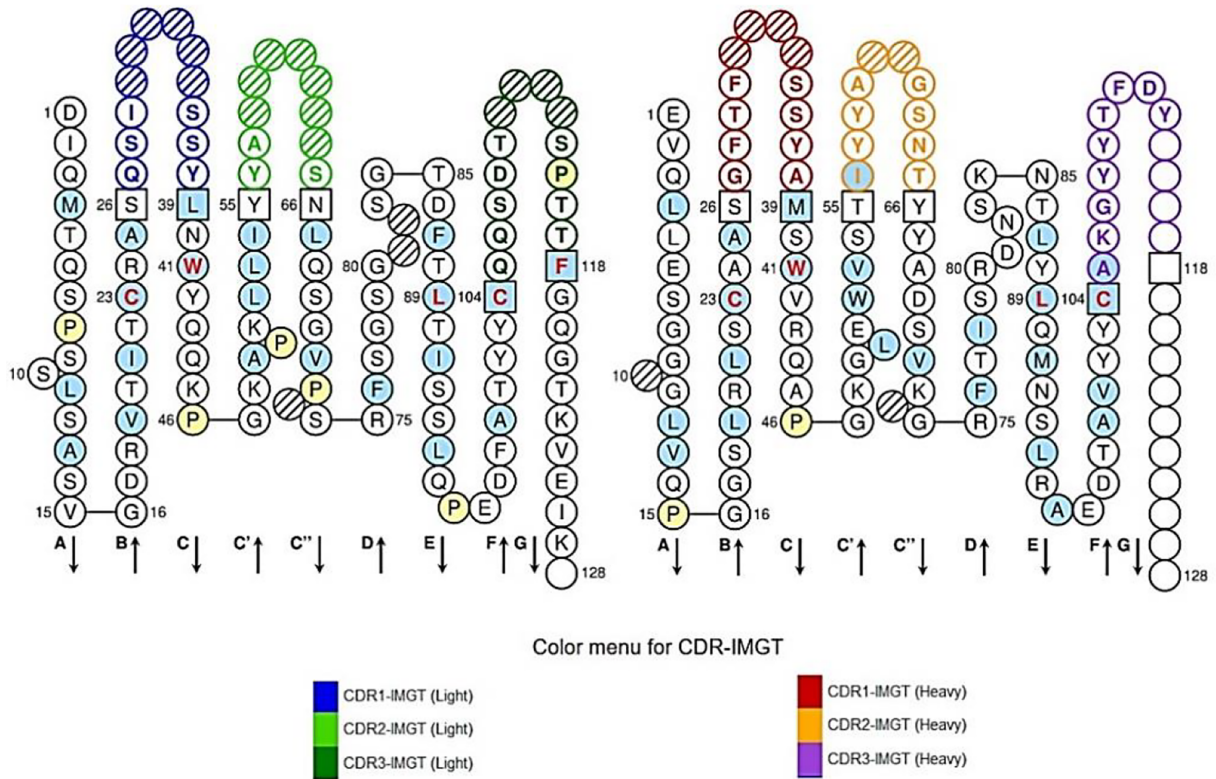 1 D I Q M T Q S P S 10 S L S A S 15 V
G 16 D R V T I T 23 C R A 26 S Q S I
S S Y 39 L N 41 W Y Q Q K 46 P
G K A P K L L I 55 Y Y A
S 66 N L Q S G V P S
R 75 F S G S 80 G S G
T 85 D F T 89 L T I S S L Q P E
D F A T Y Y 104 C Q Q S D T
S P T T F 118 G Q G T K V E I K 128
A B C C' C'' D E F G
1 E V Q L L E S G G 10 G L V Q 15 P
G 16 G S L R L S 23 C A A 26 S G F T F
S S Y A 39 M S 41 W V R Q A 46 P
G K G L E W V S 55 T I Y Y A
G S N T 66 Y Y A D S V K G
R 75 F T I S 80 R D N S K
N 85 T L Y 89 L Q M N S L R A E
D T A V Y Y 104 C A K G Y Y T F D Y
118 128
A B C C' C'' D E F G
Color menu for CDR-IMGT
CDR1-IMGT (Light)
CDR2-IMGT (Light)
CDR3-IMGT (Light)
CDR1-IMGT (Heavy)
CDR2-IMGT (Heavy)
CDR3-IMGT (Heavy)